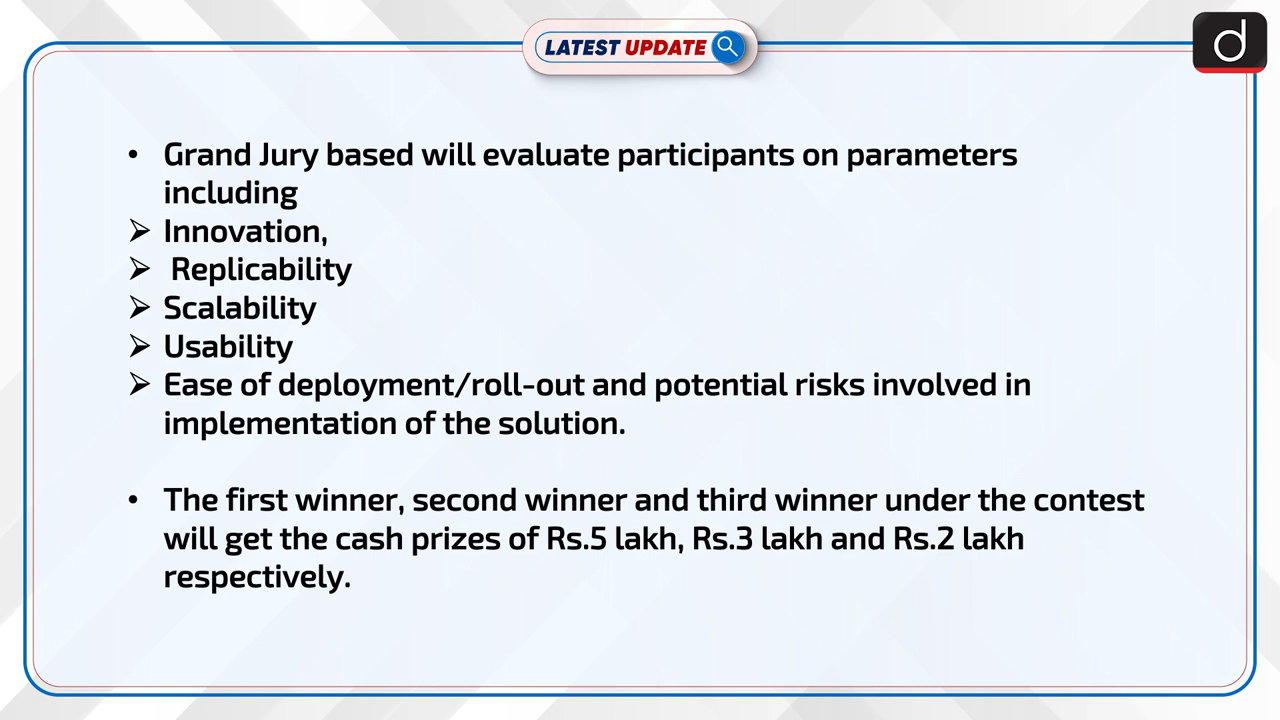 LATEST UPDATE
d
• Grand Jury based will evaluate participants on parameters
including
➢ Innovation,
➢ Replicability
➢ Scalability
➢ Usability
➢ Ease of deployment/roll-out and potential risks involved in
implementation of the solution.
• The first winner, second winner and third winner under the contest
will get the cash prizes of Rs.5 lakh, Rs.3 lakh and Rs.2 lakh
respectively.